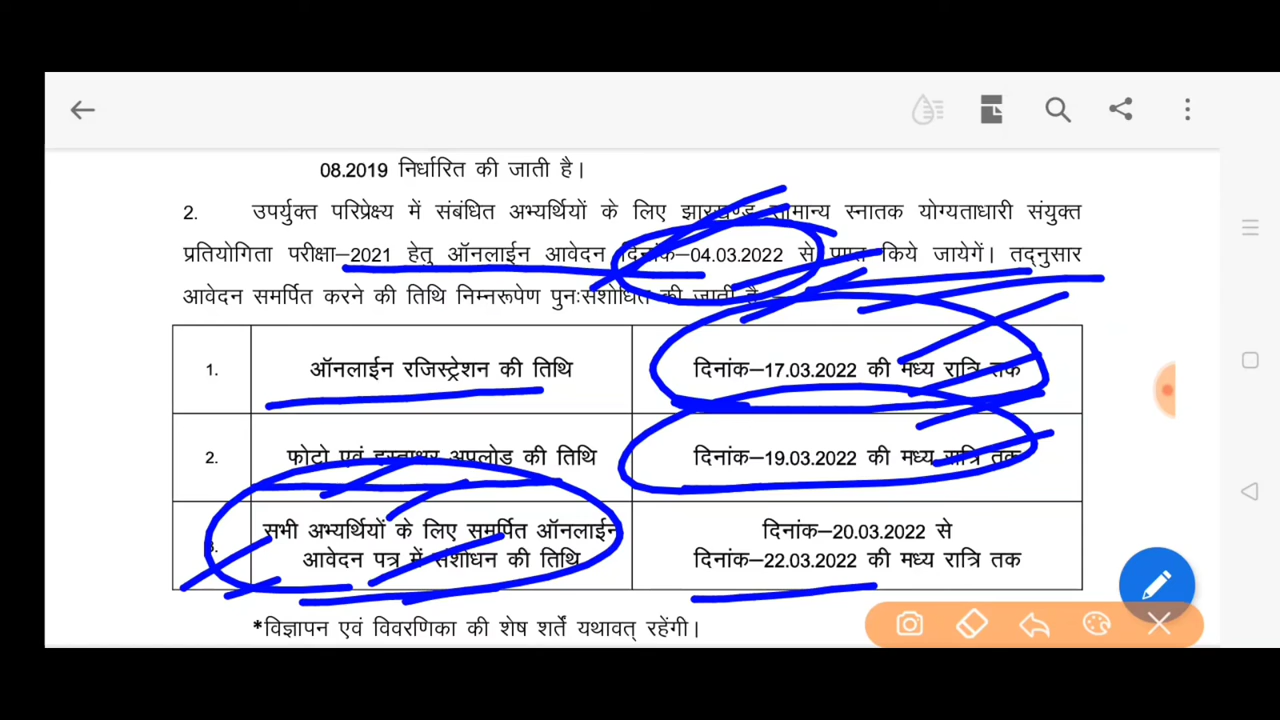 08.2019 निर्धारित की जाती है।
2. उपर्युक्त परिप्रेक्ष्य में संबंधित अभ्यर्थियों के लिए झारखण्ड सामान्य स्नातक योग्यताधारी संयुक्त
प्रतियोगिता परीक्षा–2021 हेतु ऑनलाईन आवेदन दिनांक–04.03.2022 से प्राप्त किये जायेगें। तद्नुसार
आवेदन समर्पित करने की तिथि निम्नरूपेण पुनःसंशोधित की जाती है –
1. ऑनलाईन रजिस्ट्रेशन की तिथि दिनांक–17.03.2022 की मध्य रात्रि तक
2. फोटो एवं हस्ताक्षर अपलोड की तिथि दिनांक–19.03.2022 की मध्य रात्रि तक
3. सभी अभ्यर्थियों के लिए समर्पित ऑनलाईन दिनांक–20.03.2022 से
आवेदन पत्र में संशोधन की तिथि दिनांक–22.03.2022 की मध्य रात्रि तक
*विज्ञापन एवं विवरणिका की शेष शर्तें यथावत् रहेंगी।